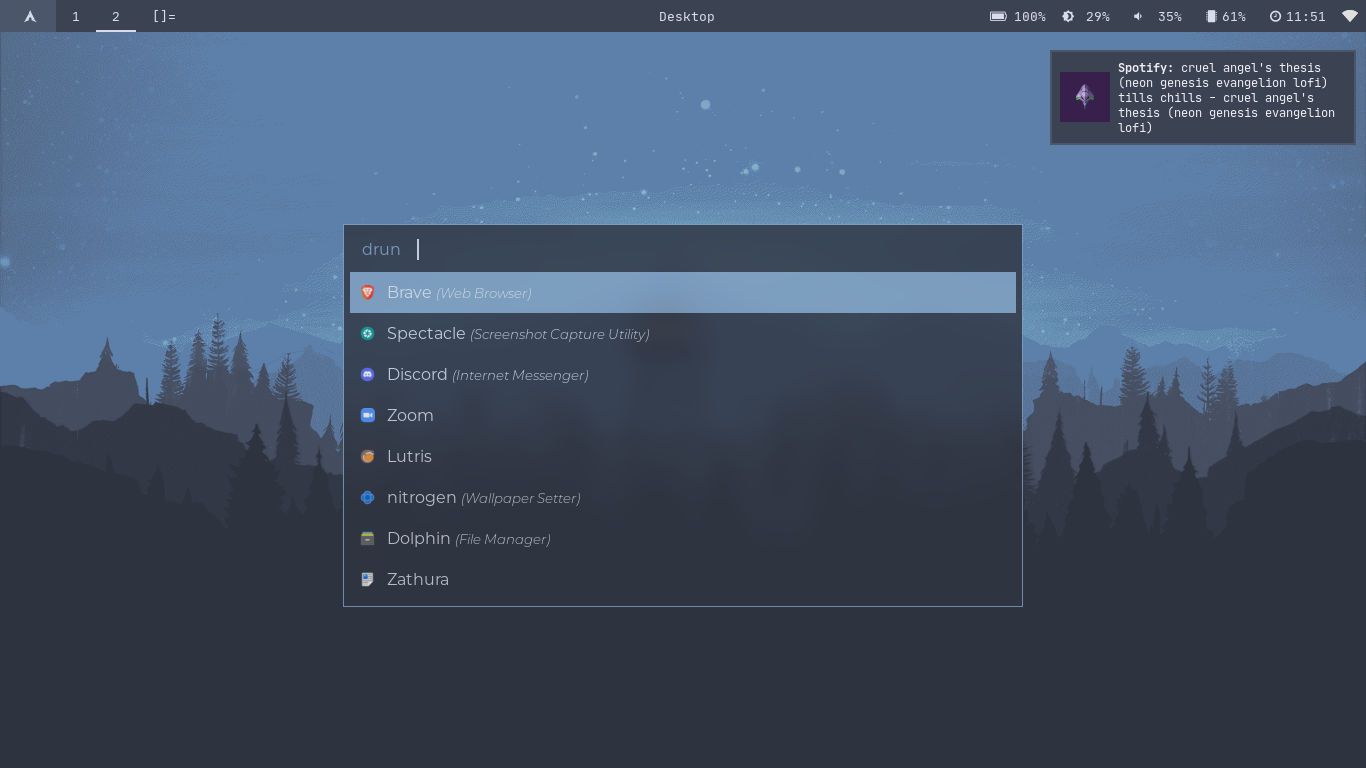 1 2 []= Desktop 100% 29% 35% 61% 11:51
Spotify: cruel angel's thesis
(neon genesis evangelion lofi)
tills chills - cruel angel's
thesis (neon genesis evangelion
lofi)
drun
Brave (Web Browser)
Spectacle (Screenshot Capture Utility)
Discord (Internet Messenger)
Zoom
Lutris
nitrogen (Wallpaper Setter)
Dolphin (File Manager)
Zathura